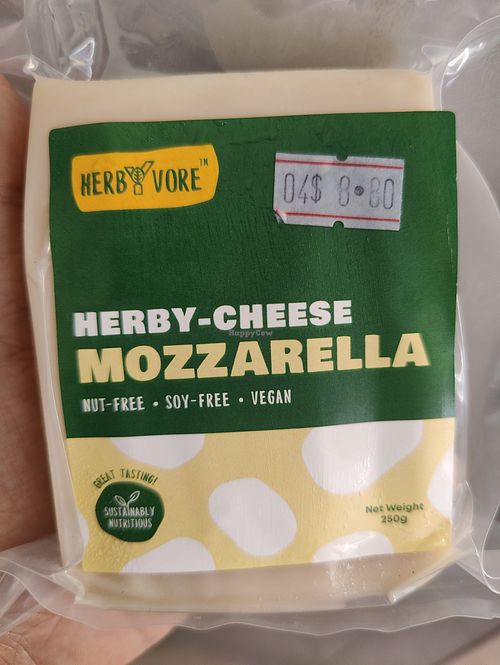 HERBYVORE™
04$ 8.80
HERBY-CHEESE
HappyCow
MOZZARELLA
NUT-FREE • SOY-FREE • VEGAN
GREAT TASTING!
SUSTAINABLY
NUTRITIOUS
Net Weight
250g